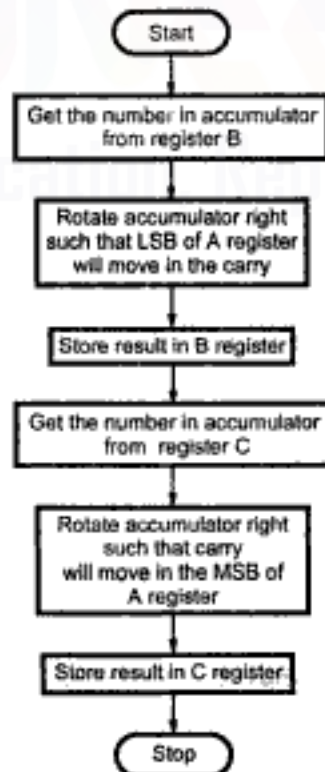 Start
Get the number in accumulator
from register B
Rotate accumulator right
such that LSB of A register
will move in the carry
Store result in B register
Get the number in accumulator
from register C
Rotate accumulator right
such that carry
will move in the MSB of
A register
Store result in C register
Stop